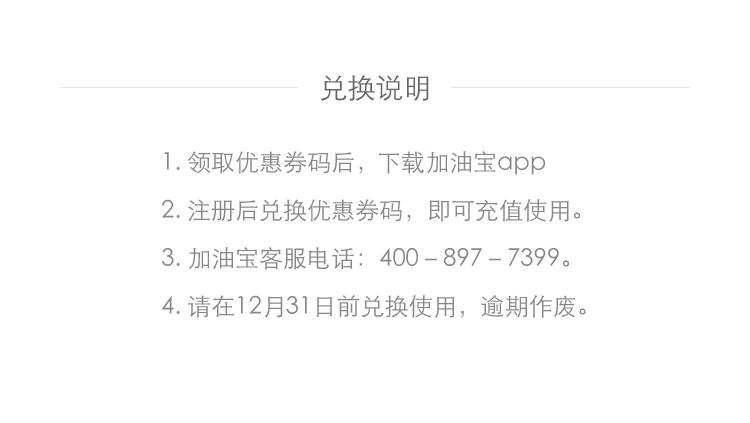 兑换说明
1. 领取优惠券码后，下载加油宝app
2. 注册后兑换优惠券码，即可充值使用。
3. 加油宝客服电话：400 – 897 – 7399。
4. 请在12月31日前兑换使用，逾期作废。